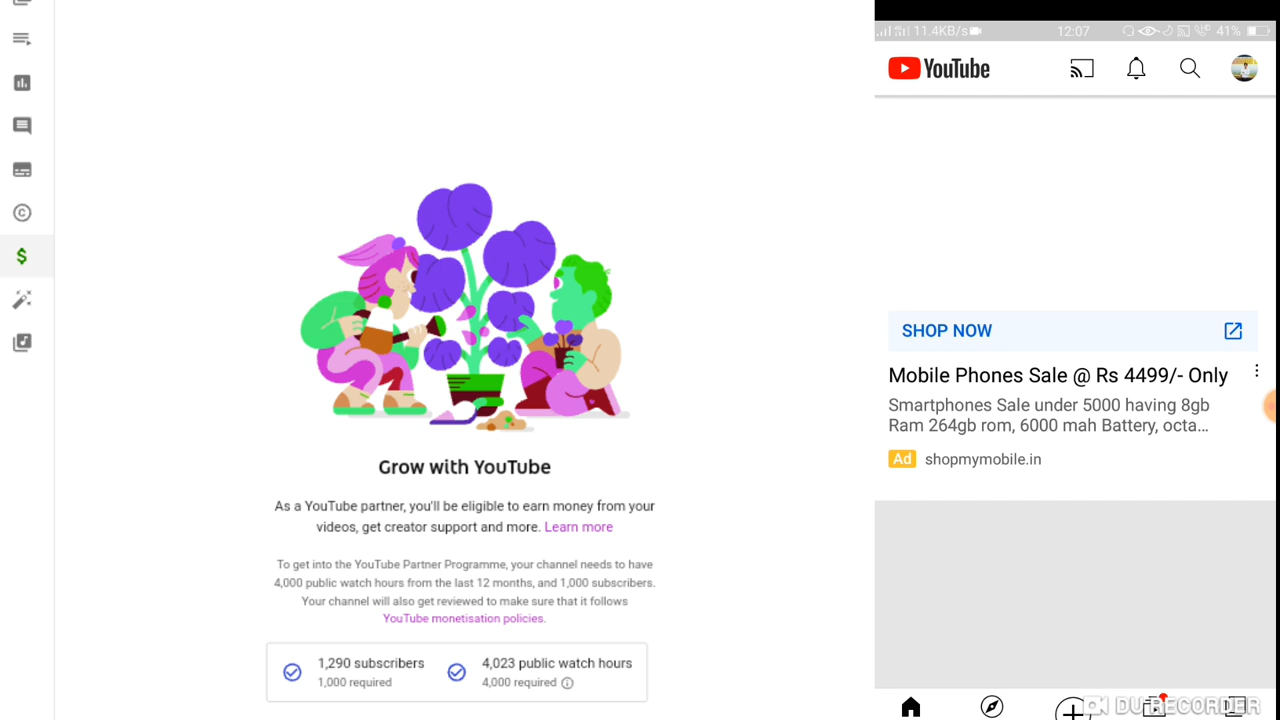 Grow with YouTube
As a YouTube partner, you'll be eligible to earn money from your
videos, get creator support and more. Learn more
To get into the YouTube Partner Programme, your channel needs to have
4,000 public watch hours from the last 12 months, and 1,000 subscribers.
Your channel will also get reviewed to make sure that it follows
YouTube monetisation policies.
1,290 subscribers
1,000 required
4,023 public watch hours
4,000 required
11.4KB/s
12:07
41%
YouTube
SHOP NOW
Mobile Phones Sale @ Rs 4499/- Only
Smartphones Sale under 5000 having 8gb
Ram 264gb rom, 6000 mah Battery, octa...
Ad shopmymobile.in
DU RECORDER